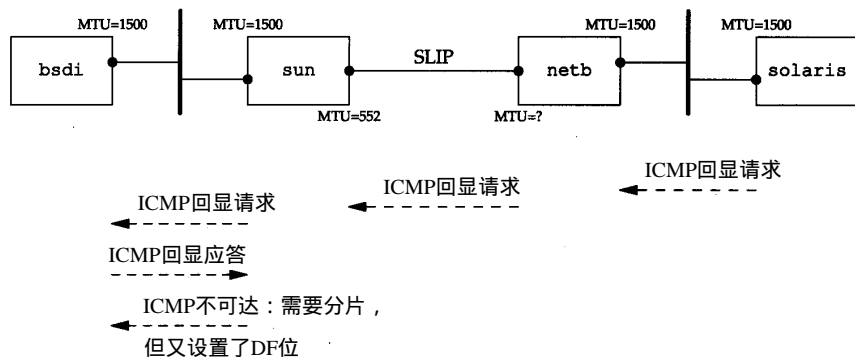 MTU=1500
MTU=1500
MTU=1500
MTU=1500
bsdi
sun
SLIP
netb
solaris
MTU=552
MTU=?
ICMP回显请求
ICMP回显请求
ICMP回显请求
ICMP回显应答
ICMP不可达：需要分片，
但又设置了DF位